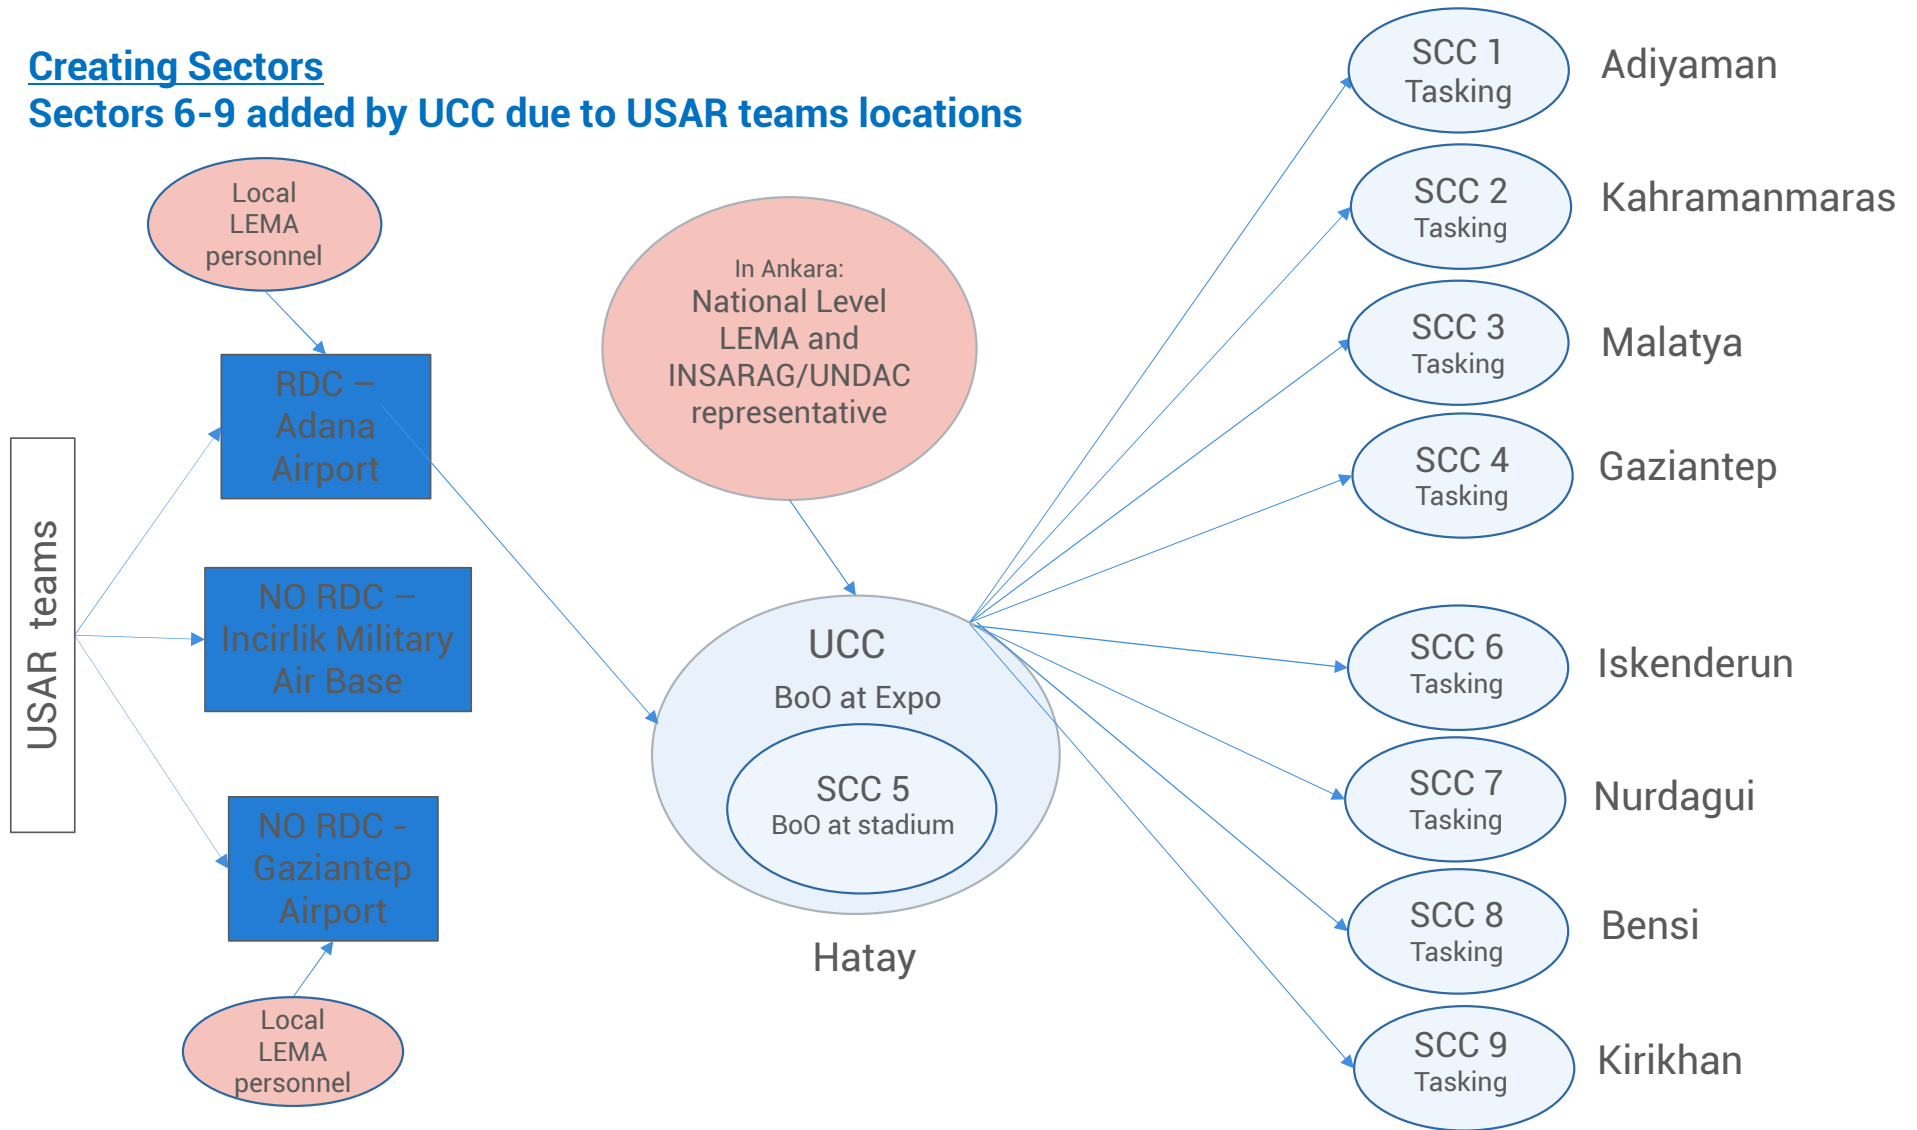 Creating Sectors
Sectors 6-9 added by UCC due to USAR teams locations
Local
LEMA
personnel
RDC –
Adana
Airport
USAR teams
NO RDC –
Incirlik Military
Air Base
NO RDC -
Gaziantep
Airport
Local
LEMA
personnel
In Ankara:
National Level
LEMA and
INSARAG/UNDAC
representative
UCC
BoO at Expo
SCC 5
BoO at stadium
Hatay
SCC 1
Tasking
Adiyaman
SCC 2
Tasking
Kahramanmaras
SCC 3
Tasking
Malatya
SCC 4
Tasking
Gaziantep
SCC 6
Tasking
Iskenderun
SCC 7
Tasking
Nurdagui
SCC 8
Tasking
Bensi
SCC 9
Tasking
Kirikhan